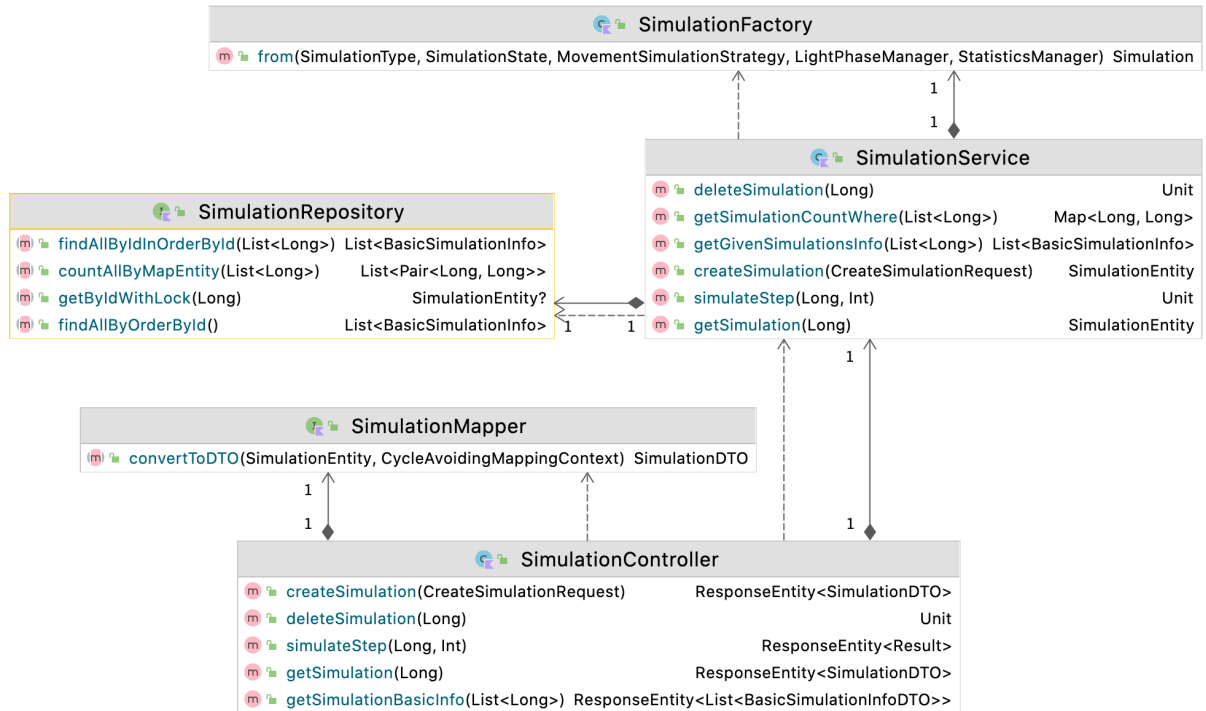 SimulationFactory
from(SimulationType, SimulationState, MovementSimulationStrategy, LightPhaseManager, StatisticsManager) Simulation
1
1
SimulationService
deleteSimulation(Long) Unit
getSimulationCountWhere(List<Long>) Map<Long, Long>
getGivenSimulationsInfo(List<Long>) List<BasicSimulationInfo>
createSimulation(CreateSimulationRequest) SimulationEntity
simulateStep(Long, Int) Unit
getSimulation(Long) SimulationEntity
SimulationRepository
findAllByIdInOrderById(List<Long>) List<BasicSimulationInfo>
countAllByMapEntity(List<Long>) List<Pair<Long, Long>>
getByIdWithLock(Long) SimulationEntity?
findAllByOrderById() List<BasicSimulationInfo>
1 1
1
SimulationMapper
convertToDTO(SimulationEntity, CycleAvoidingMappingContext) SimulationDTO
1
1 1
SimulationController
createSimulation(CreateSimulationRequest) ResponseEntity<SimulationDTO>
deleteSimulation(Long) Unit
simulateStep(Long, Int) ResponseEntity<Result>
getSimulation(Long) ResponseEntity<SimulationDTO>
getSimulationBasicInfo(List<Long>) ResponseEntity<List<BasicSimulationInfoDTO>>